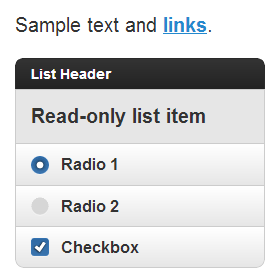 Sample text and links.
List Header
Read-only list item
Radio 1
Radio 2
Checkbox